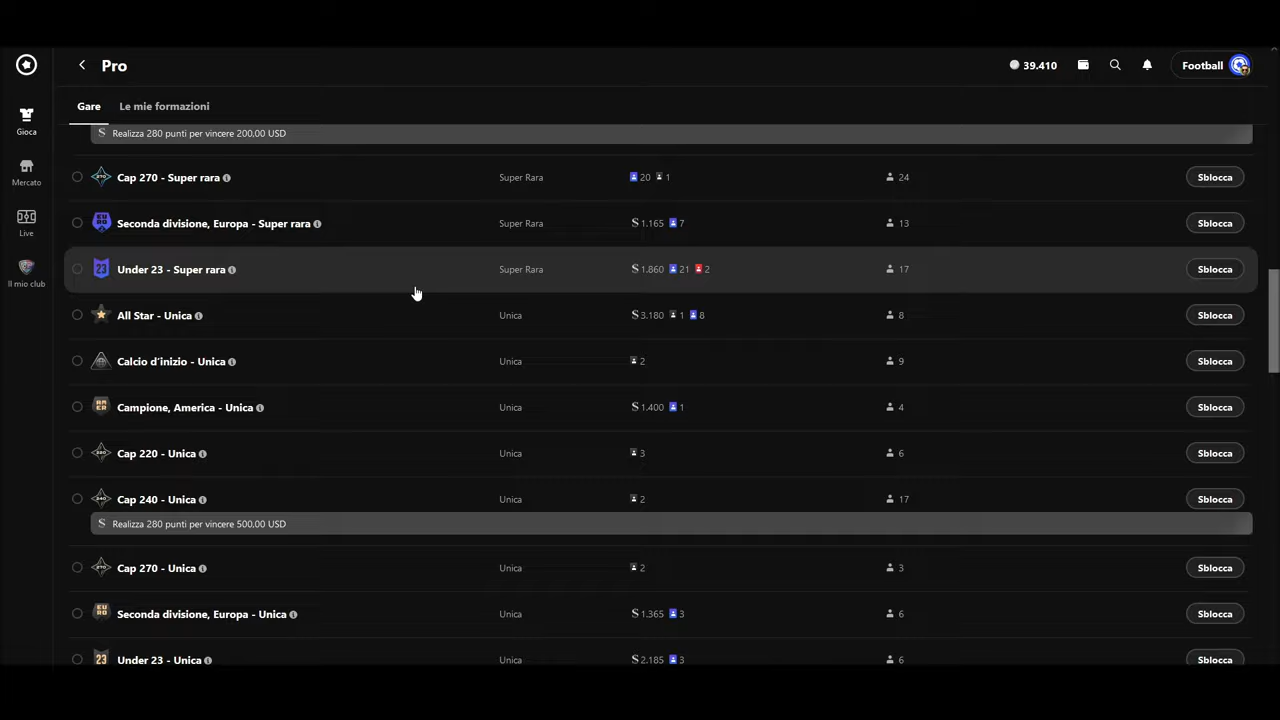 Pro
39.410
Football
Gioca
Mercato
Live
Il mio club
Gare Le mie formazioni
S Realizza 280 punti per vincere 200,00 USD
Cap 270 - Super rara Super Rara 20 1 24 Sblocca
Seconda divisione, Europa - Super rara Super Rara S 1.165 7 13 Sblocca
23 Under 23 - Super rara Super Rara S 1.860 21 2 17 Sblocca
All Star - Unica Unica S 3.180 1 8 8 Sblocca
Calcio d'inizio - Unica Unica 2 9 Sblocca
Campione, America - Unica Unica S 1.400 1 4 Sblocca
Cap 220 - Unica Unica 3 6 Sblocca
Cap 240 - Unica Unica 2 17 Sblocca
S Realizza 280 punti per vincere 500,00 USD
Cap 270 - Unica Unica 2 3 Sblocca
Seconda divisione, Europa - Unica Unica S 1.365 3 6 Sblocca
23 Under 23 - Unica Unica S 2.185 3 6 Sblocca